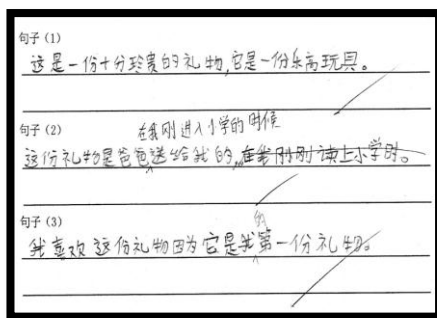 句子 (1)
这是一份十分珍贵的礼物,它是一份乐高玩具。
句子 (2)
在我刚进入小学的时候
这份礼物是爸爸送给我的,在我刚刚读上小学时。
句子 (3)
的
我喜欢这份礼物因为它是我第一份礼物。